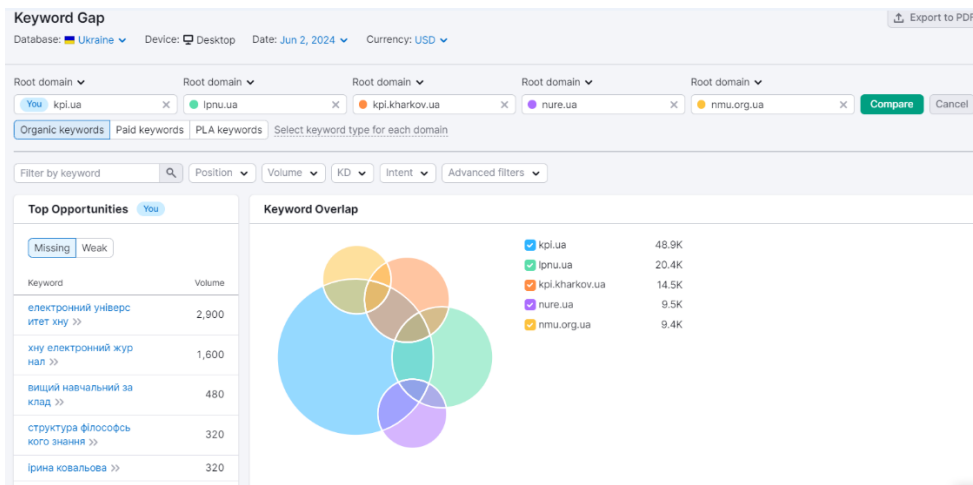 Keyword Gap
Export to PDF
Database: Ukraine Device: Desktop Date: Jun 2, 2024 Currency: USD
Root domain Root domain Root domain Root domain Root domain
You kpi.ua lpnu.ua kpi.kharkov.ua nure.ua nmu.org.ua Compare Cancel
Organic keywords Paid keywords PLA keywords Select keyword type for each domain
Filter by keyword Position Volume KD Intent Advanced filters
Top Opportunities You
Missing Weak
Keyword Volume
електронний універс
итет хну 2,900
хну електронний жур
нал 1,600
вищий навчальний за
клад 480
структура філософсь
кого знання 320
ірина ковальова 320
Keyword Overlap
kpi.ua 48.9K
lpnu.ua 20.4K
kpi.kharkov.ua 14.5K
nure.ua 9.5K
nmu.org.ua 9.4K